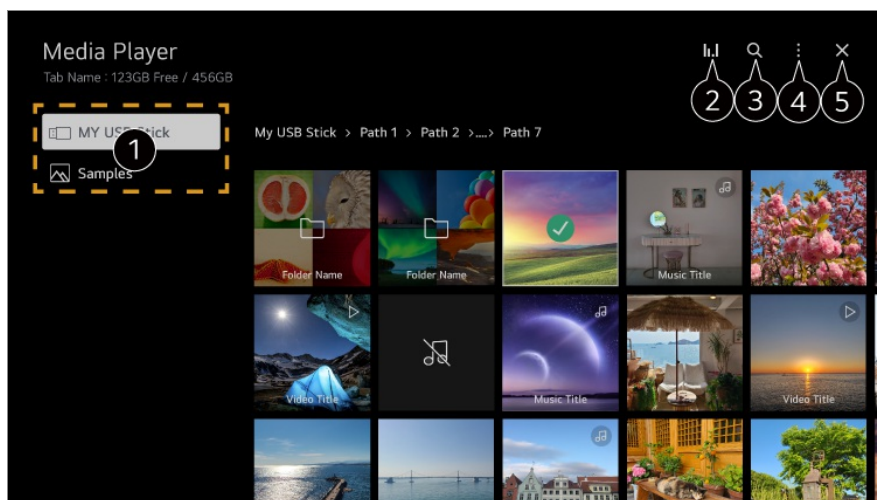 Media Player
Tab Name : 123GB Free / 456GB
2 3 4 5
MY USB Stick
1
Samples
My USB Stick > Path 1 > Path 2 >....> Path 7
Folder Name
Folder Name
Music Title
Video Title
Music Title
Video Title